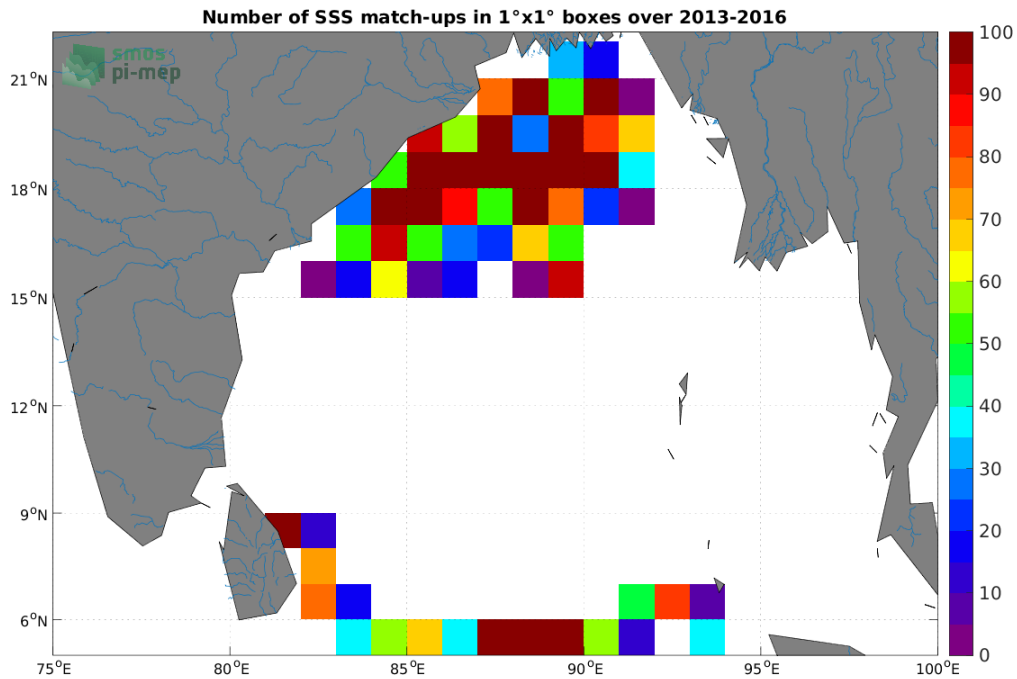 Number of SSS match-ups in 1°x1° boxes over 2013-2016
smos
pi-mep
21°N
18°N
15°N
12°N
9°N
6°N
75°E
80°E
85°E
90°E
95°E
100°E
100
90
80
70
60
50
40
30
20
10
0